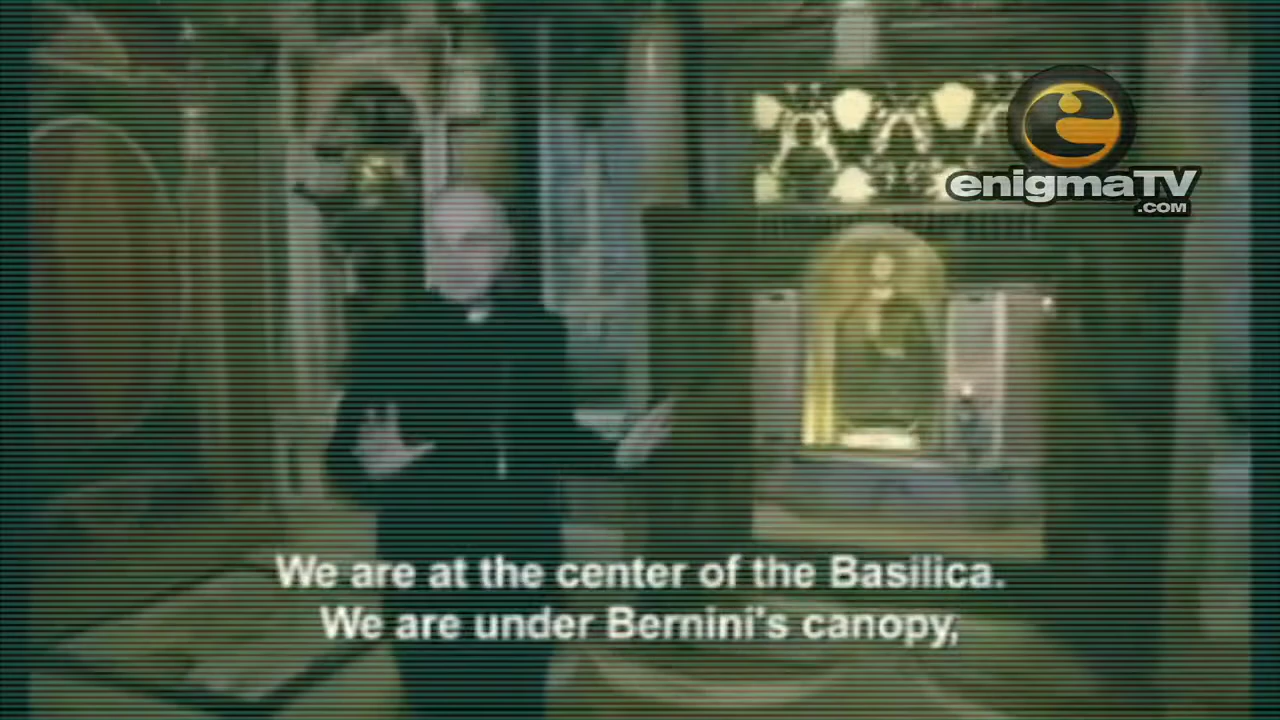 enigmaTV
.COM
We are at the center of the Basilica.
We are under Bernini's canopy,